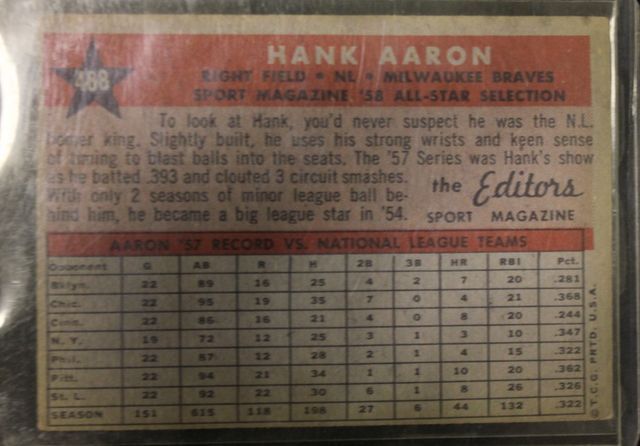 488
HANK AARON
RIGHT FIELD • NL • MILWAUKEE BRAVES
SPORT MAGAZINE '58 ALL-STAR SELECTION
To look at Hank, you'd never suspect he was the N.L.
homer king. Slightly built, he uses his strong wrists and keen sense
of timing to blast balls into the seats. The '57 Series was Hank's show
as he batted .393 and clouted 3 circuit smashes.
With only 2 seasons of minor league ball be-
hind him, he became a big league star in '54.
the Editors
SPORT MAGAZINE
AARON '57 RECORD VS. NATIONAL LEAGUE TEAMS
Opponent G AB R H 2B 3B HR RBI Pct.
Bklyn. 22 89 16 25 4 2 7 20 .281
Chic. 22 95 19 35 7 0 4 21 .368
Cinn. 22 86 16 21 4 0 8 20 .244
N. Y. 19 72 12 25 3 1 3 10 .347
Phil. 22 87 12 28 2 1 4 15 .322
Pitt. 22 94 21 34 1 1 10 20 .362
St. L. 22 92 22 30 6 1 8 26 .326
SEASON 151 615 118 198 27 6 44 132 .322
© T.C.G. PRTD. U.S.A.